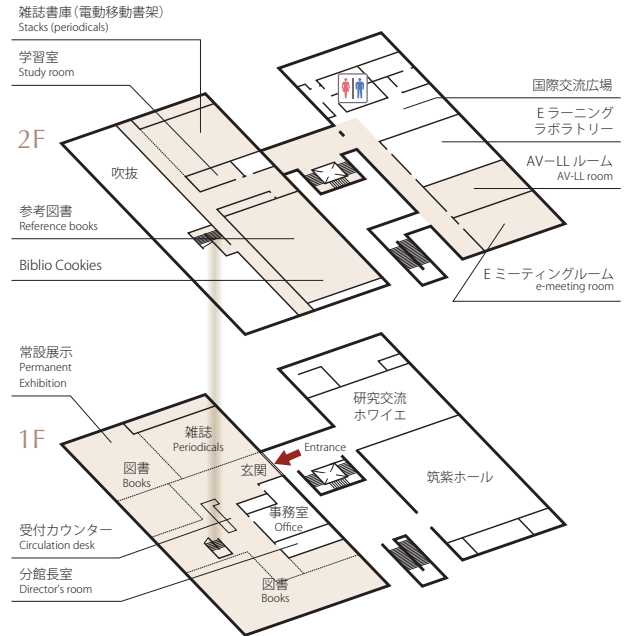 雑誌書庫（電動移動書架）
Stacks (periodicals)
学習室
Study room
2F
吹抜
参考図書
Reference books
Biblio Cookies
国際交流広場
E ラーニング
ラボラトリー
AV−LL ルーム
AV-LL room
E ミーティングルーム
e-meeting room
常設展示
Permanent
Exhibition
1F
雑誌
Periodicals
図書
Books
玄関
Entrance
事務室
Office
受付カウンター
Circulation desk
分館長室
Director's room
図書
Books
研究交流
ホワイエ
筑紫ホール